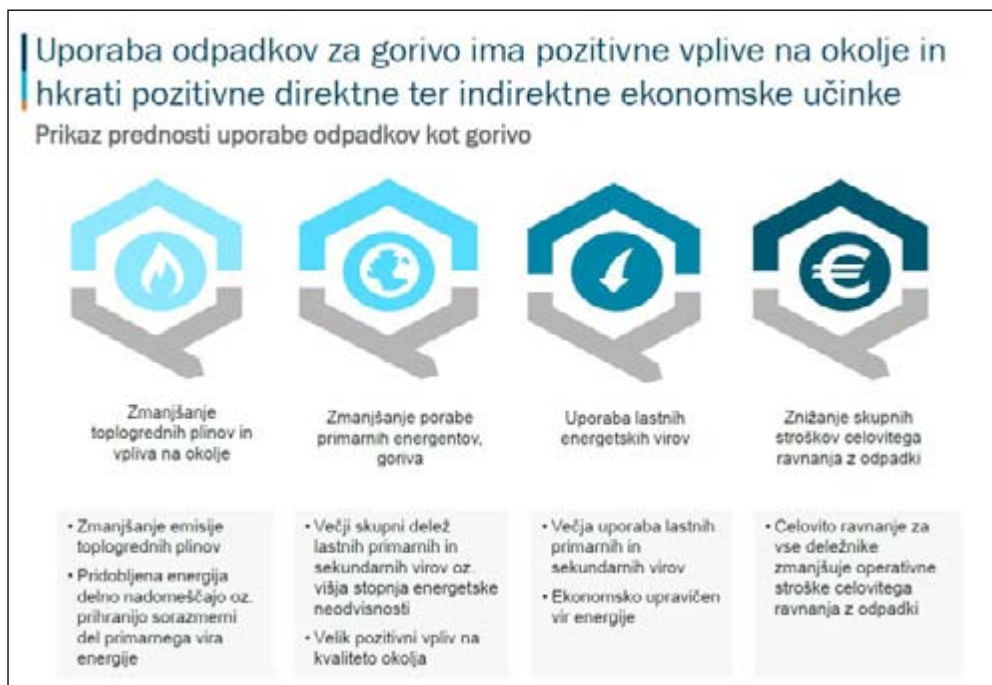 Uporaba odpadkov za gorivo ima pozitivne vplive na okolje in
hkrati pozitivne direktne ter indirektne ekonomske učinke
Prikaz prednosti uporabe odpadkov kot gorivo
Zmanjšanje
toplogrednih plinov in
vpliva na okolje
Zmanjšanje porabe
primarnih energentov,
goriva
Uporaba lastnih
energetskih virov
Znižanje skupnih
stroškov celovitega
ravnanja z odpadki
• Zmanjšanje emisije
toplogrednih plinov
• Pridobljena energija
delno nadomeščajo oz.
prihranijo sorazmerni
del primarnega vira
energije
• Večji skupni delež
lastnih primarnih in
sekundarnih virov oz.
višja stopnja energetske
neodvisnosti
• Velik pozitivni vpliv na
kvaliteto okolja
• Večja uporaba lastnih
primarnih in
sekundarnih virov
• Ekonomsko upravičen
vir energije
• Celovito ravnanje za
vse deležnike
zmanjšuje operativne
stroške celovitega
ravnanja z odpadki